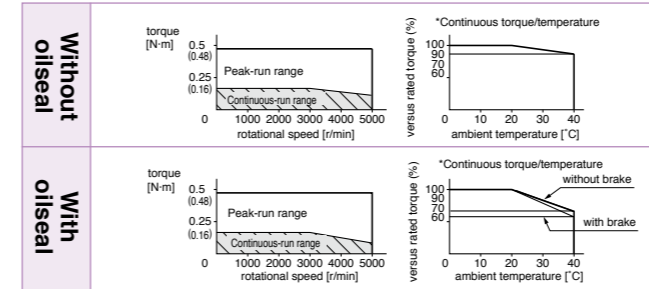 Without
oilseal
torque
[N·m]
0.5
(0.48)
0.25
(0.16)
Peak-run range
Continuous-run range
0 1000 2000 3000 4000 5000
rotational speed [r/min]
*Continuous torque/temperature
versus rated torque (%)
100
90
70
60
0 10 20 30 40
ambient temperature [˚C]
With
oilseal
torque
[N·m]
0.5
(0.48)
0.25
(0.16)
Peak-run range
Continuous-run range
0 1000 2000 3000 4000 5000
rotational speed [r/min]
*Continuous torque/temperature
versus rated torque (%)
without brake
100
90
70
60
with brake
0 10 20 30 40
ambient temperature [˚C]